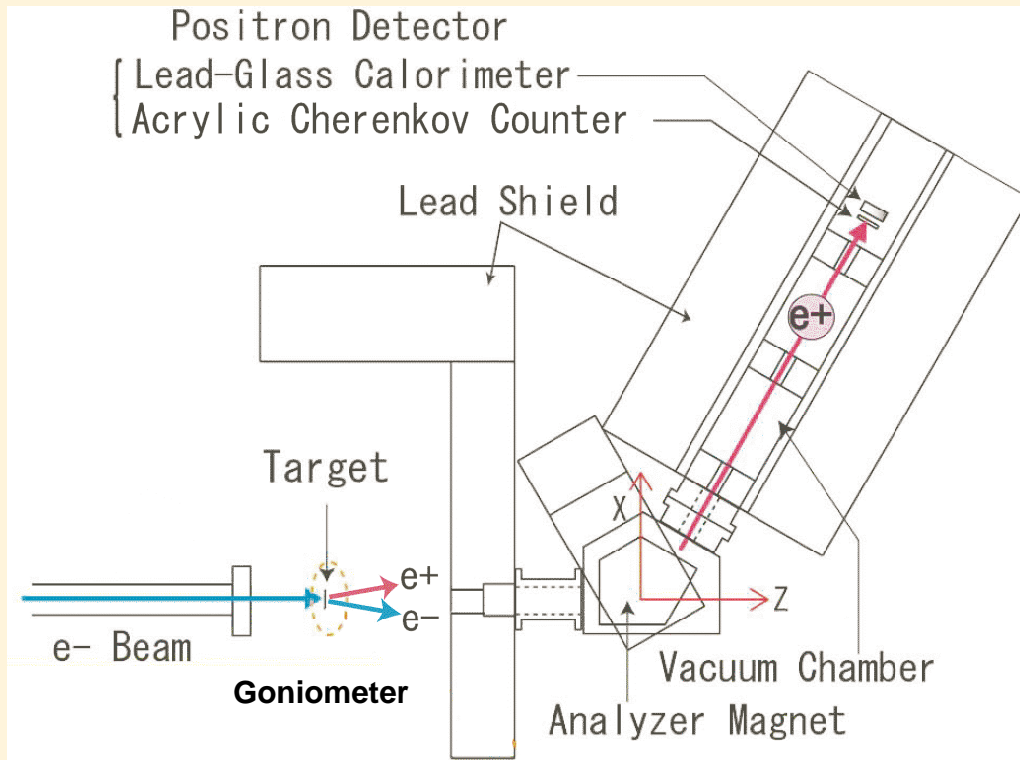 Positron Detector
Lead-Glass Calorimeter
Acrylic Cherenkov Counter
Lead Shield
e+
Target
X
e+
e-
Z
e- Beam
Vacuum Chamber
Goniometer
Analyzer Magnet